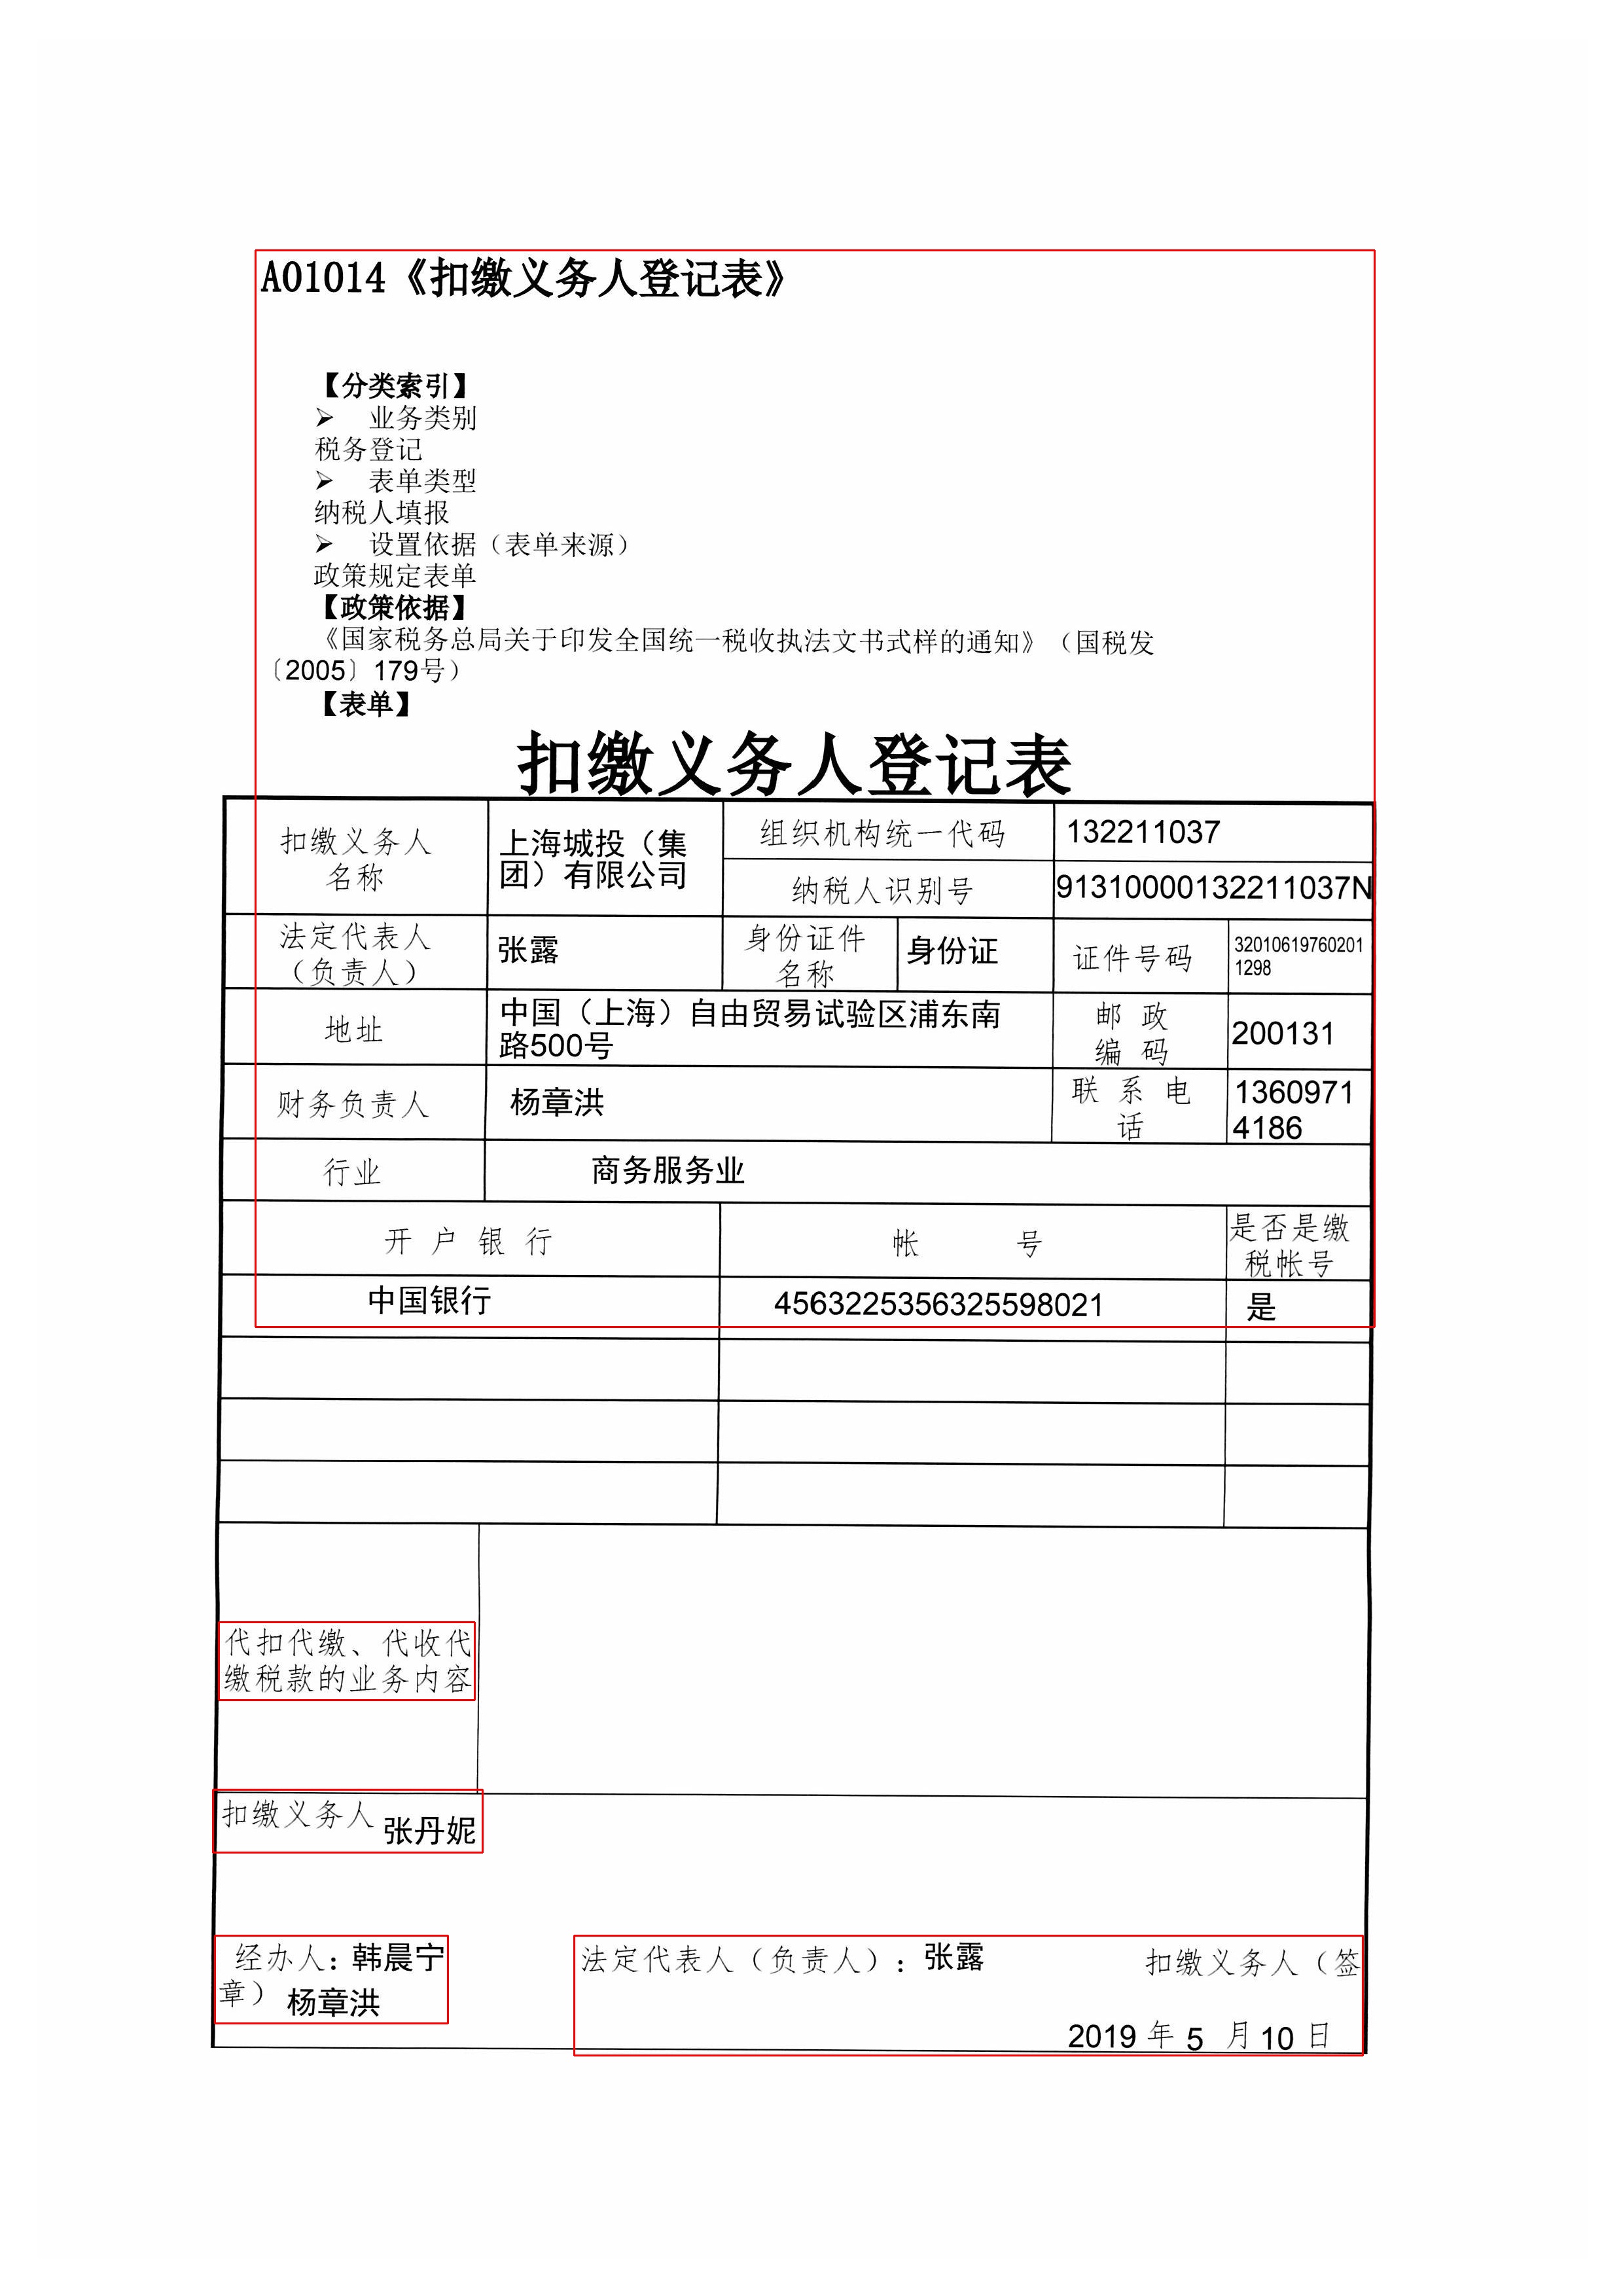 A01014《扣缴义务人登记表》
【分类索引】
➢ 业务类别
税务登记
➢ 表单类型
纳税人填报
➢ 设置依据（表单来源）
政策规定表单
【政策依据】
《国家税务总局关于印发全国统一税收执法文书式样的通知》（国税发
〔2005〕179号）
【表单】
扣缴义务人登记表
扣缴义务人
名称
上海城投（集
团）有限公司
组织机构统一代码
132211037
纳税人识别号
91310000132211037N
法定代表人
（负责人）
张露
身份证件
名称
身份证
证件号码
32010619760201
1298
地址
中国（上海）自由贸易试验区浦东南
路500号
邮 政
编 码
200131
财务负责人
杨章洪
联 系 电
话
1360971
4186
行业
商务服务业
开 户 银 行
帐 号
是否是缴
税帐号
中国银行
4563225356325598021
是
代扣代缴、代收代
缴税款的业务内容
扣缴义务人 张丹妮
经办人：韩晨宁 法定代表人（负责人）：张露 扣缴义务人（签
章） 杨章洪
2019 年 5 月 10 日